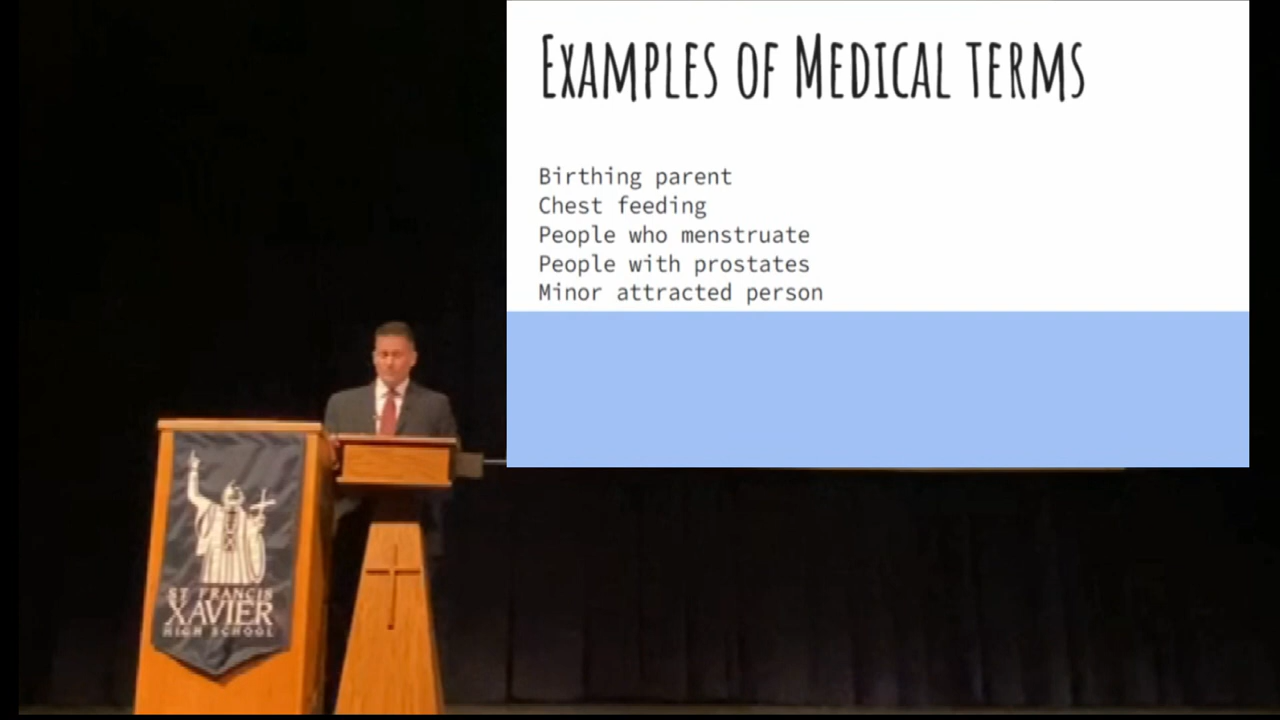 EXAMPLES OF MEDICAL TERMS
Birthing parent
Chest feeding
People who menstruate
People with prostates
Minor attracted person
ST FRANCIS
XAVIER
HIGH SCHOOL